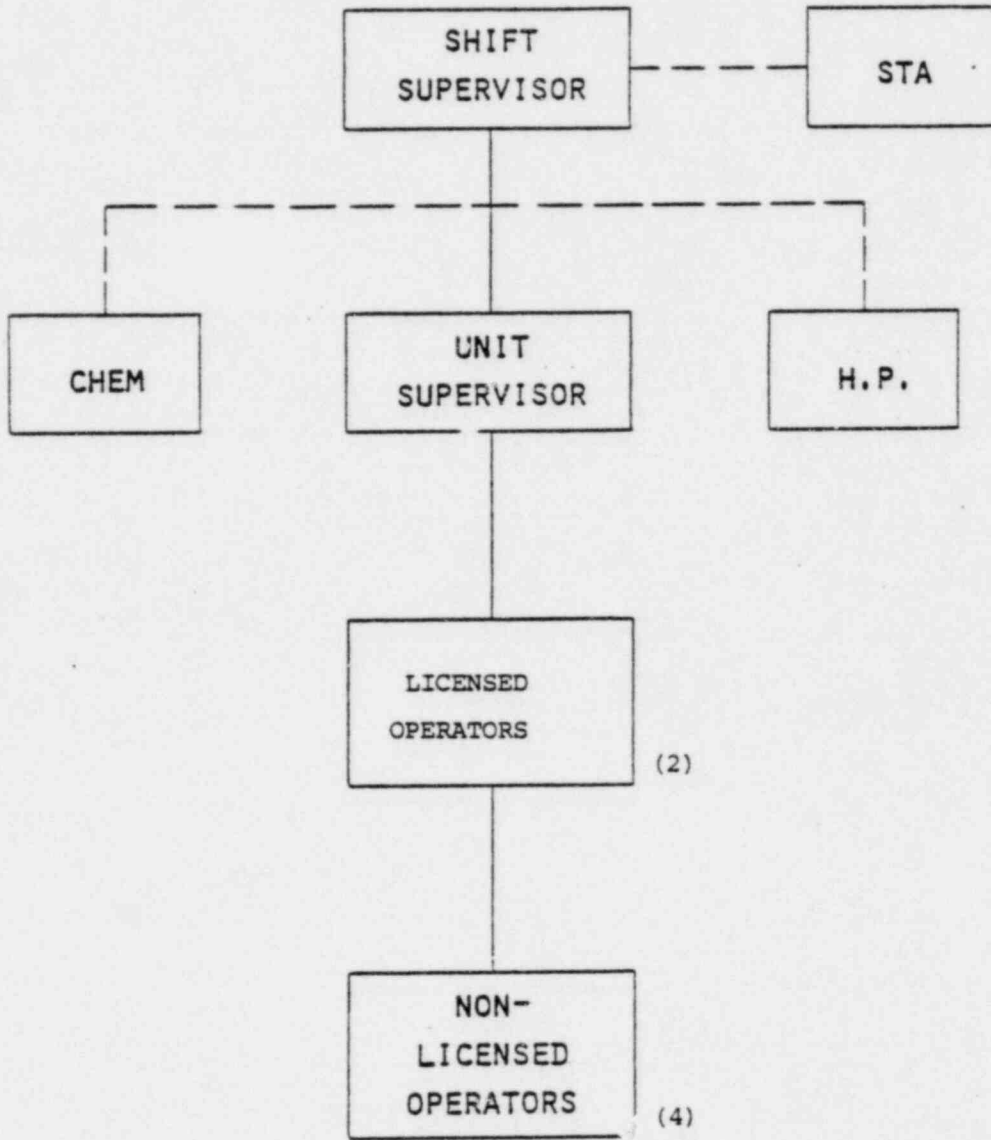 SHIFT
SUPERVISOR
STA
CHEM
UNIT
SUPERVISOR
H.P.
LICENSED
OPERATORS
(2)
NON-
LICENSED
OPERATORS
(4)